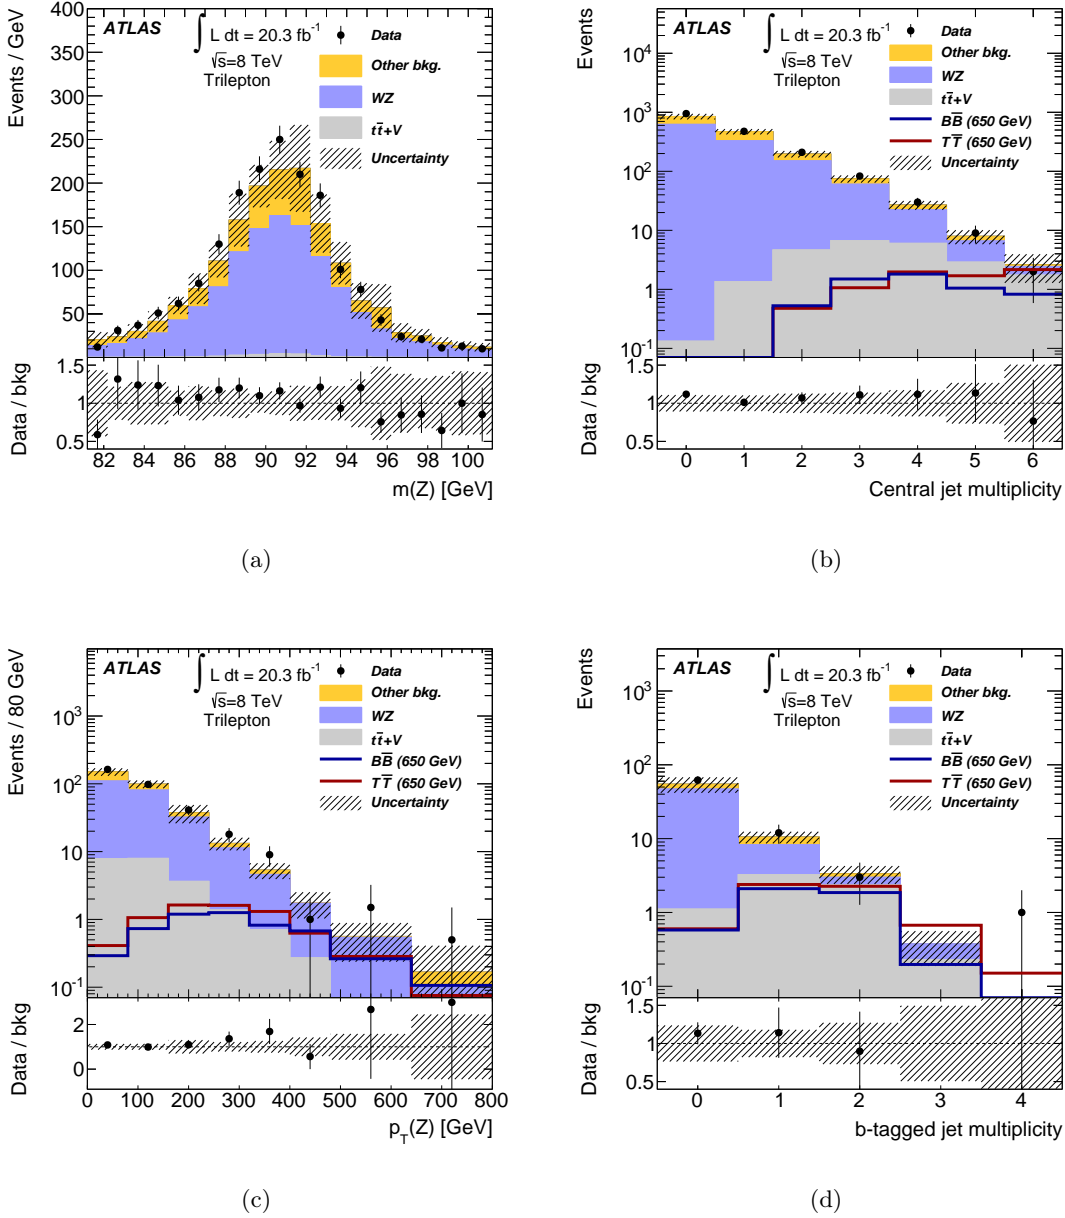 ATLAS
∫ L dt = 20.3 fb⁻¹
√s=8 TeV
Trilepton
Data
Other bkg.
WZ
tt̄+V
Uncertainty
Events / GeV
400
350
300
250
200
150
100
50
Data / bkg
1.5
1
0.5
82 84 86 88 90 92 94 96 98 100
m(Z) [GeV]
(a)
ATLAS
∫ L dt = 20.3 fb⁻¹
√s=8 TeV
Trilepton
Data
Other bkg.
WZ
tt̄+V
BB̄ (650 GeV)
TT̄ (650 GeV)
Uncertainty
Events
10⁴
10³
10²
10
1
10⁻¹
Data / bkg
1.5
1
0.5
0 1 2 3 4 5 6
Central jet multiplicity
(b)
ATLAS
∫ L dt = 20.3 fb⁻¹
√s=8 TeV
Trilepton
Data
Other bkg.
WZ
tt̄+V
BB̄ (650 GeV)
TT̄ (650 GeV)
Uncertainty
Events / 80 GeV
10³
10²
10
1
10⁻¹
Data / bkg
2
0
0 100 200 300 400 500 600 700 800
p_T(Z) [GeV]
(c)
ATLAS
∫ L dt = 20.3 fb⁻¹
√s=8 TeV
Trilepton
Data
Other bkg.
WZ
tt̄+V
BB̄ (650 GeV)
TT̄ (650 GeV)
Uncertainty
Events
10³
10²
10
1
10⁻¹
Data / bkg
1.5
1
0.5
0 1 2 3 4
b-tagged jet multiplicity
(d)